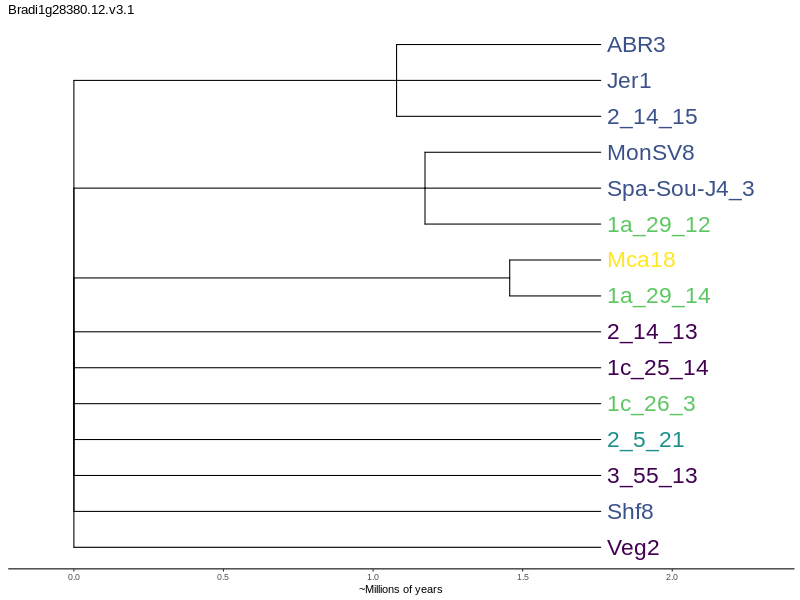 Bradi1g28380.12.v3.1
ABR3
Jer1
2_14_15
MonSV8
Spa-Sou-J4_3
1a_29_12
Mca18
1a_29_14
2_14_13
1c_25_14
1c_26_3
2_5_21
3_55_13
Shf8
Veg2
0.0 0.5 1.0 1.5 2.0
~Millions of years